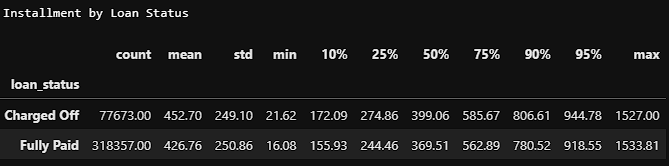 Installment by Loan Status
count mean std min 10% 25% 50% 75% 90% 95% max
loan_status
Charged Off 77673.00 452.70 249.10 21.62 172.09 274.86 399.06 585.67 806.61 944.78 1527.00
Fully Paid 318357.00 426.76 250.86 16.08 155.93 244.46 369.51 562.89 780.52 918.55 1533.81